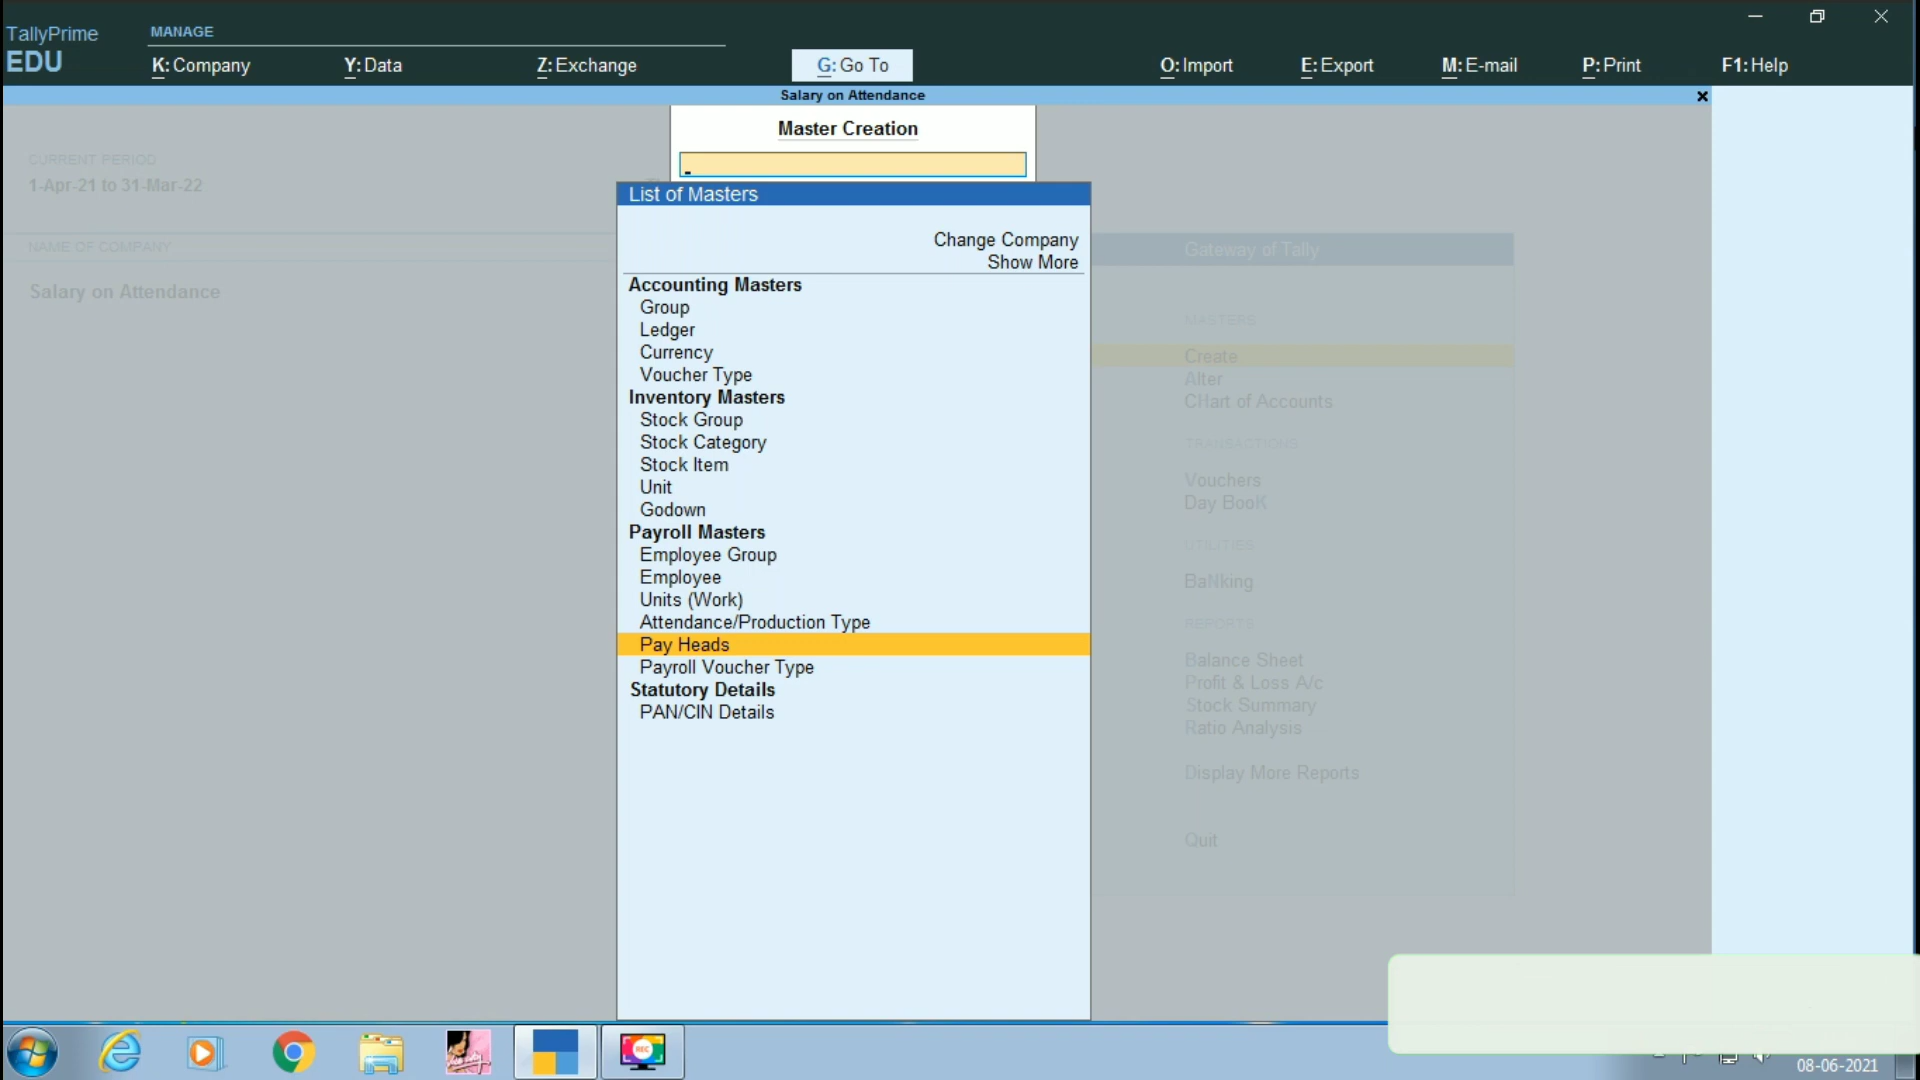 TallyPrime
EDU
MANAGE
K: Company
Y: Data
Z: Exchange
G: Go To
O: Import
E: Export
M: E-mail
P: Print
F1: Help
Salary on Attendance
Master Creation
CURRENT PERIOD
1-Apr-21 to 31-Mar-22
NAME OF COMPANY
Salary on Attendance
List of Masters
Change Company
Show More
Accounting Masters
Group
Ledger
Currency
Voucher Type
Inventory Masters
Stock Group
Stock Category
Stock Item
Unit
Godown
Payroll Masters
Employee Group
Employee
Units (Work)
Attendance/Production Type
Pay Heads
Payroll Voucher Type
Statutory Details
PAN/CIN Details
Gateway of Tally
MASTERS
Create
Alter
CHart of Accounts
TRANSACTIONS
Vouchers
Day BooK
UTILITIES
BaNking
REPORTS
Balance Sheet
Profit & Loss A/c
Stock Summary
Ratio Analysis
Display More Reports
Quit
REC
08-06-2021